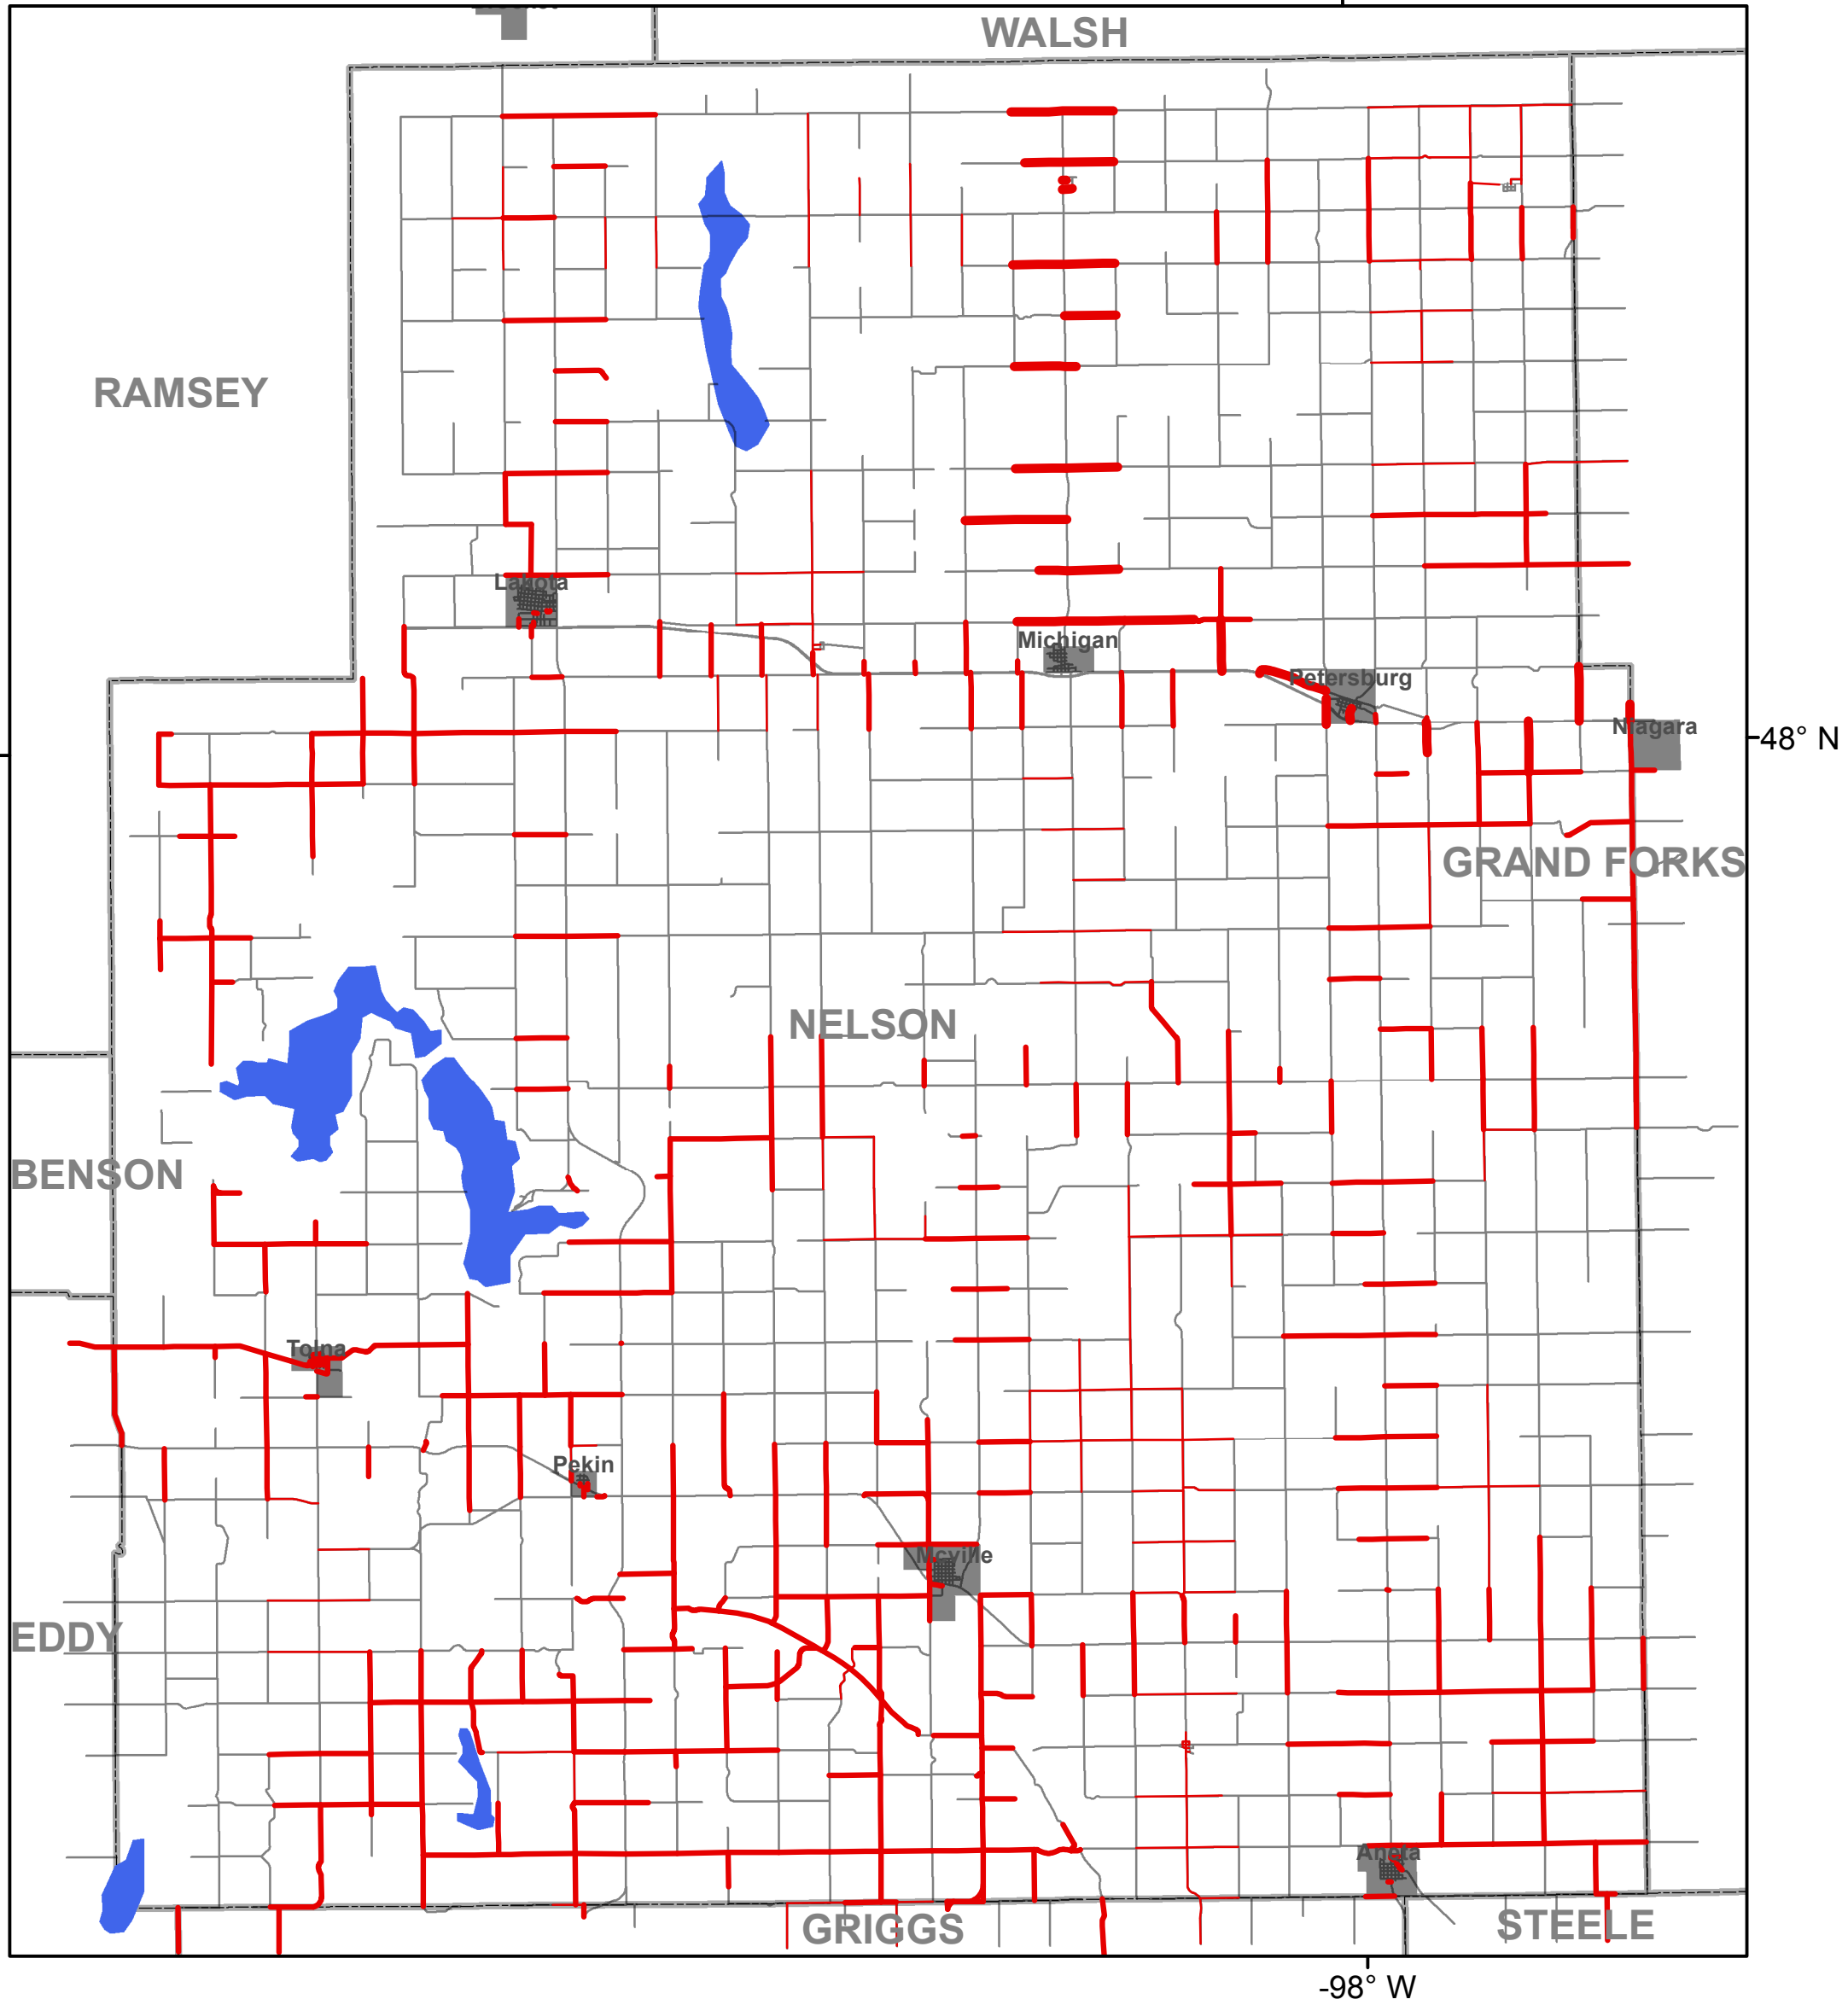 WALSH
RAMSEY
Lakota
Michigan
Petersburg
Niagara
48° N
GRAND FORKS
NELSON
BENSON
Tolna
Pekin
Mcville
EDDY
Aneta
GRIGGS
STEELE
-98° W